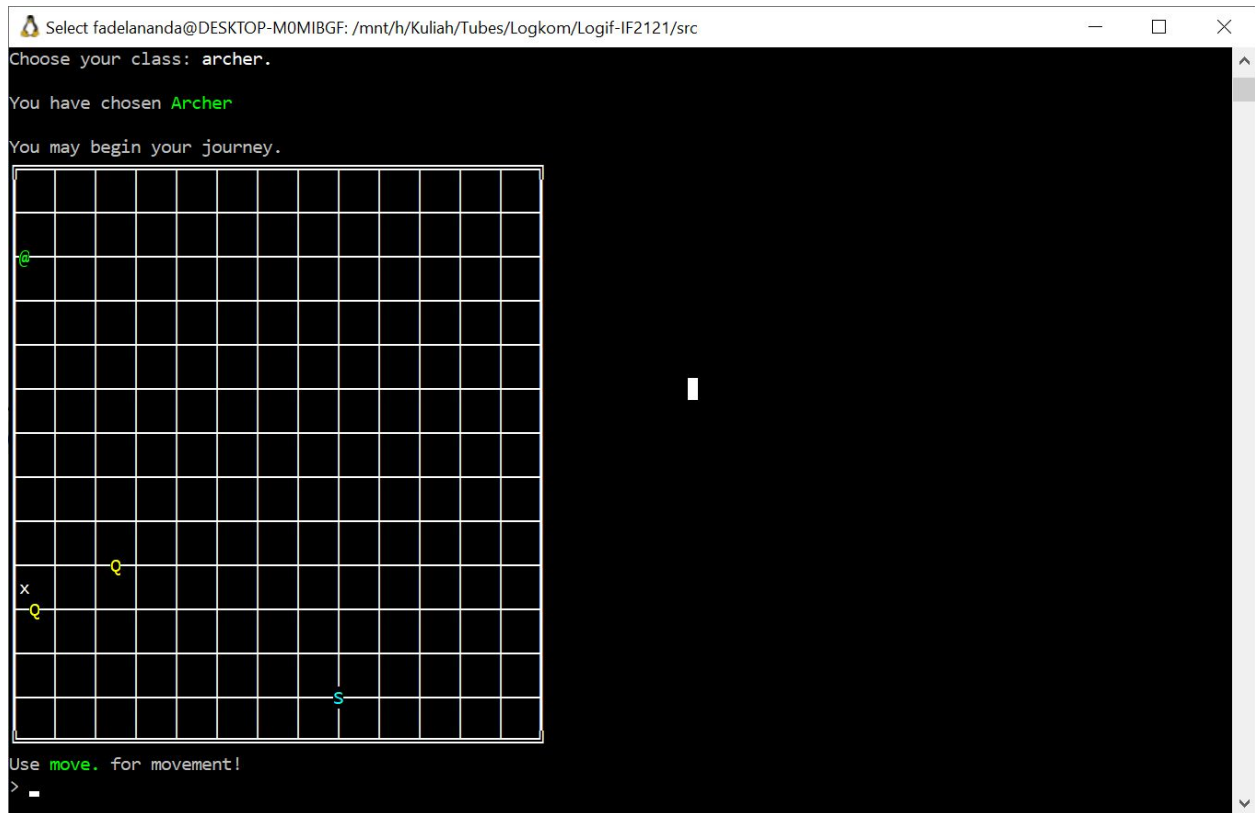 Select fadelananda@DESKTOP-M0MIBGF: /mnt/h/Kuliah/Tubes/Logkom/Logif-IF2121/src
Choose your class: archer.
You have chosen Archer
You may begin your journey.
@
Q
x
Q
S
Use move. for movement!
>